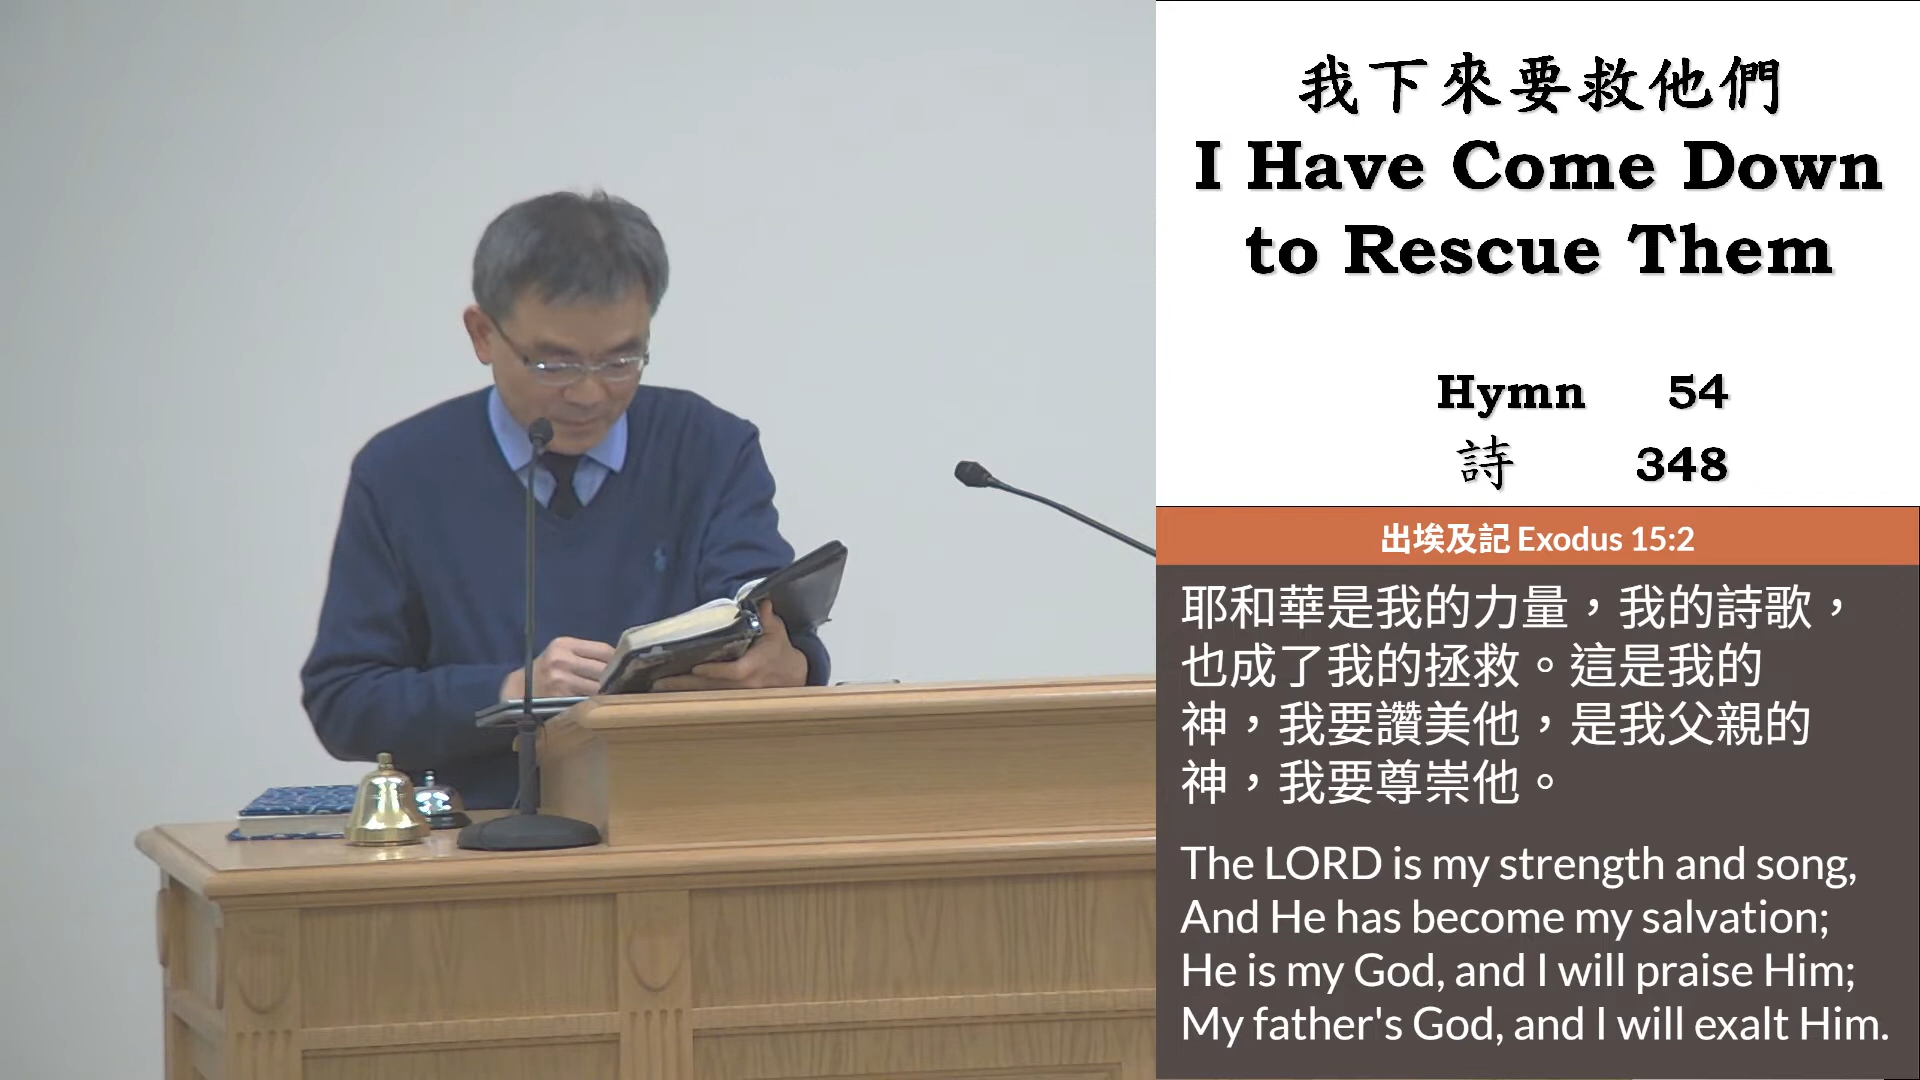 我下來要救他們
I Have Come Down
to Rescue Them
Hymn 54
詩 348
出埃及記 Exodus 15:2
耶和華是我的力量，我的詩歌，
也成了我的拯救。這是我的
神，我要讚美他，是我父親的
神，我要尊崇他。
The LORD is my strength and song,
And He has become my salvation;
He is my God, and I will praise Him;
My father's God, and I will exalt Him.